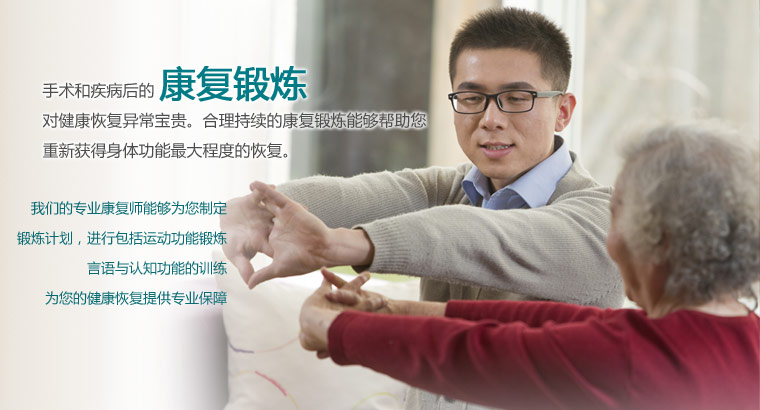 手术和疾病后的 康复锻炼
对健康恢复异常宝贵。合理持续的康复锻炼能够帮助您
重新获得身体功能最大程度的恢复。
我们的专业康复师能够为您制定
锻炼计划，进行包括运动功能锻炼
言语与认知功能的训练
为您的健康恢复提供专业保障